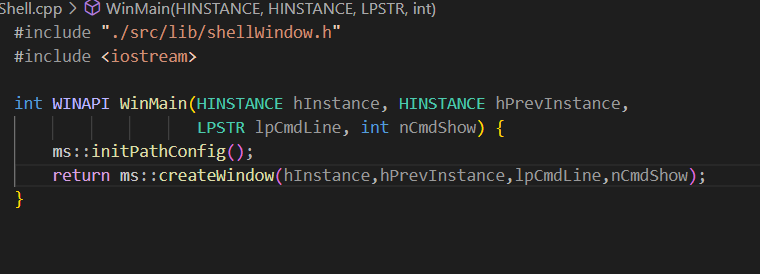 Shell.cpp > WinMain(HINSTANCE, HINSTANCE, LPSTR, int)
#include "./src/lib/shellWindow.h"
#include <iostream>
int WINAPI WinMain(HINSTANCE hInstance, HINSTANCE hPrevInstance,
LPSTR lpCmdLine, int nCmdShow) {
ms::initPathConfig();
return ms::createWindow(hInstance,hPrevInstance,lpCmdLine,nCmdShow);
}